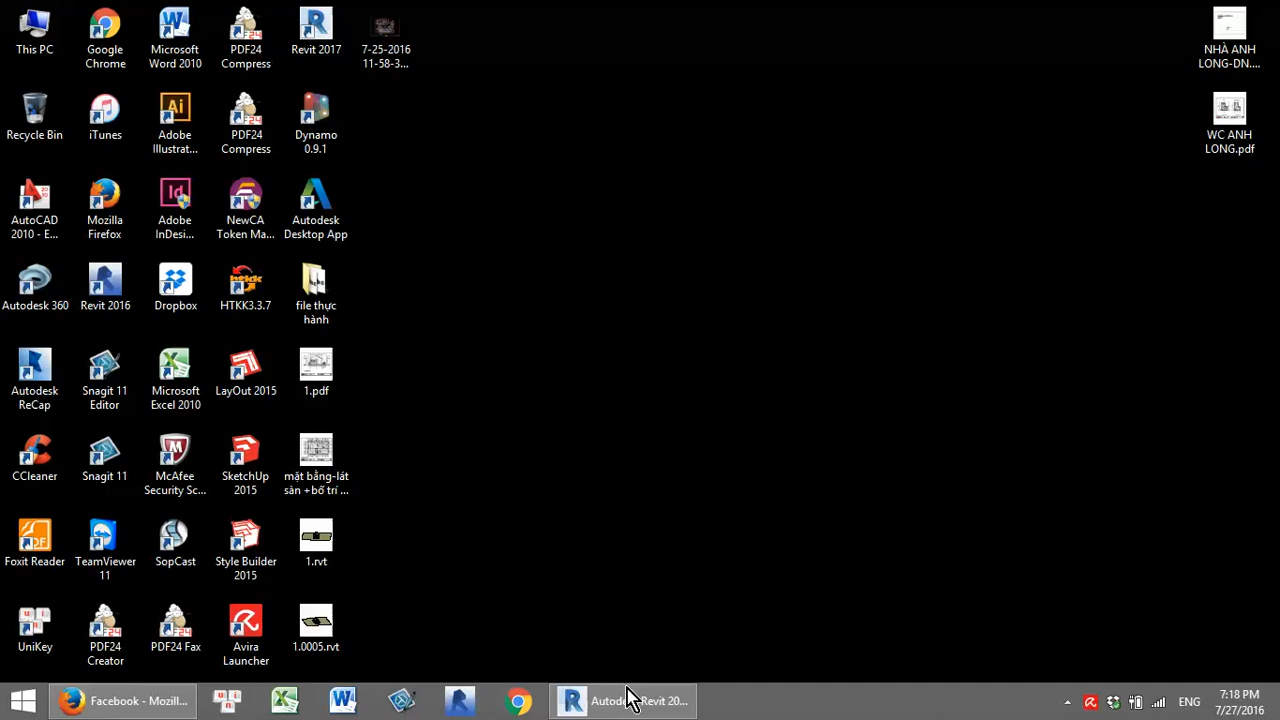 This PC
Google
Chrome
Microsoft
Word 2010
PDF24
Compress
Revit 2017
7-25-2016
11-58-3...
NHÀ ANH
LONG-DN....
Recycle Bin
iTunes
Adobe
Illustrat...
PDF24
Compress
Dynamo
0.9.1
WC ANH
LONG.pdf
AutoCAD
2010 - E...
Mozilla
Firefox
Adobe
InDesi...
NewCA
Token Ma...
Autodesk
Desktop App
Autodesk 360
Revit 2016
Dropbox
HTKK3.3.7
file thực
hành
Autodesk
ReCap
Snagit 11
Editor
Microsoft
Excel 2010
LayOut 2015
1.pdf
CCleaner
Snagit 11
McAfee
Security Sc...
SketchUp
2015
mặt bằng-lát
sàn +bố trí ...
Foxit Reader
TeamViewer
11
SopCast
Style Builder
2015
1.rvt
UniKey
PDF24
Creator
PDF24 Fax
Avira
Launcher
1.0005.rvt
Facebook - Mozill...
Revit 20...
ENG
7:18 PM
7/27/2016